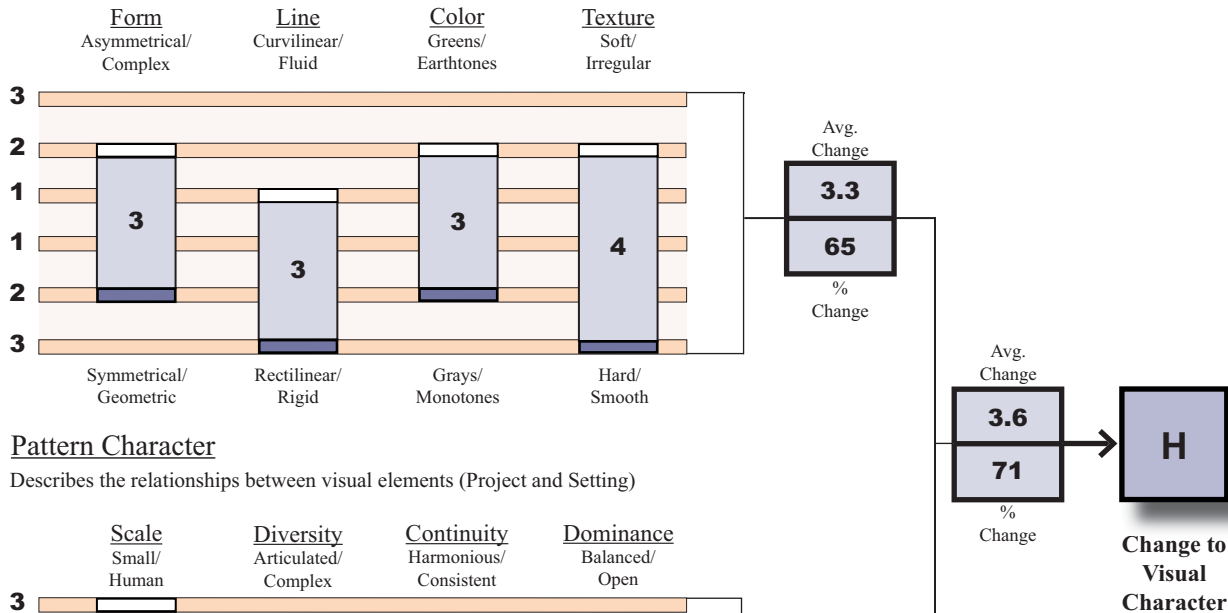 Form Line Color Texture
Asymmetrical/ Curvilinear/ Greens/ Soft/
Complex Fluid Earthtones Irregular
3
2
1
1
2
3
3 3 3 4
Symmetrical/ Rectilinear/ Grays/ Hard/
Geometric Rigid Monotones Smooth
Avg.
Change
3.3
65
%
Change
Avg.
Change
3.6
71
%
Change
H
Change to
Visual
Character
Pattern Character
Describes the relationships between visual elements (Project and Setting)
Scale Diversity Continuity Dominance
Small/ Articulated/ Harmonious/ Balanced/
Human Complex Consistent Open
3